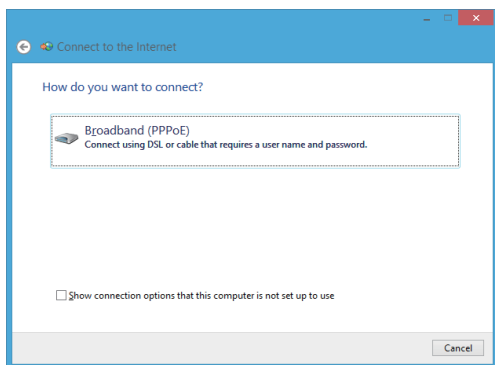 Connect to the Internet
How do you want to connect?
Broadband (PPPoE)
Connect using DSL or cable that requires a user name and password.
Show connection options that this computer is not set up to use
Cancel